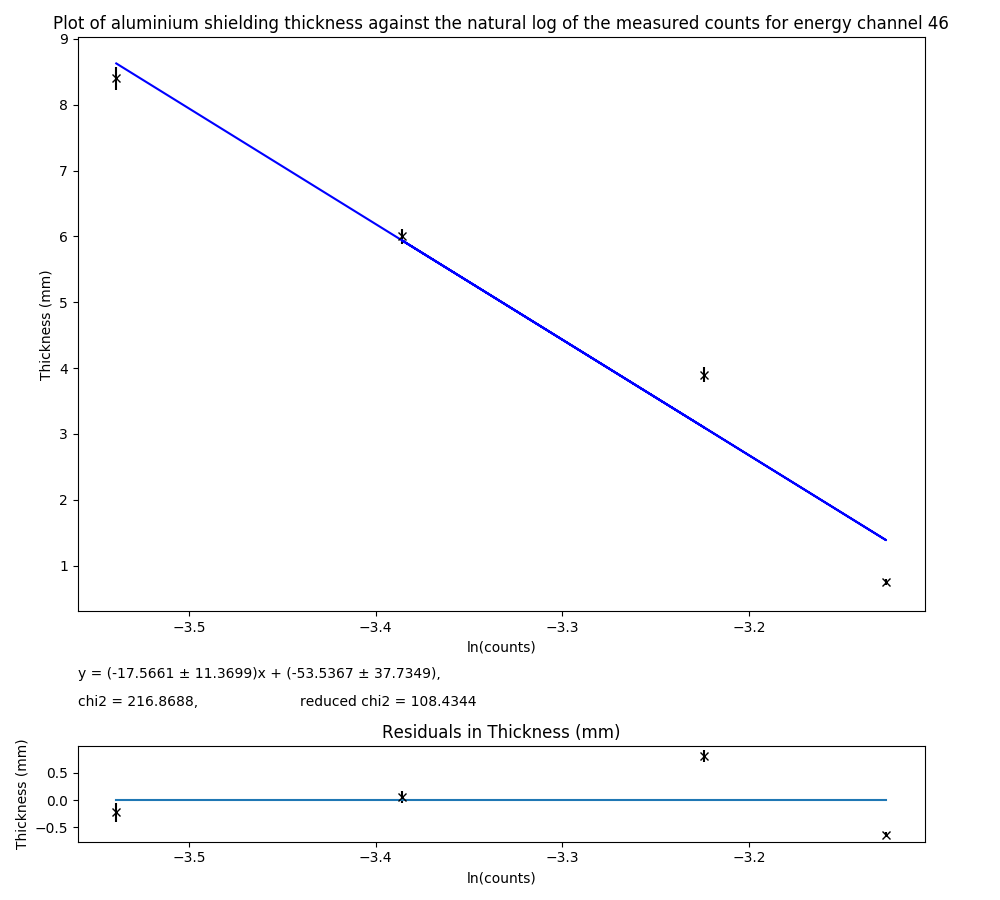 Plot of aluminium shielding thickness against the natural log of the measured counts for energy channel 46
9
8
7
6
5
4
3
2
1
Thickness (mm)
−3.5 −3.4 −3.3 −3.2
ln(counts)
y = (-17.5661 ± 11.3699)x + (-53.5367 ± 37.7349),
chi2 = 216.8688, reduced chi2 = 108.4344
Residuals in Thickness (mm)
0.5
0.0
−0.5
Thickness (mm)
−3.5 −3.4 −3.3 −3.2
ln(counts)